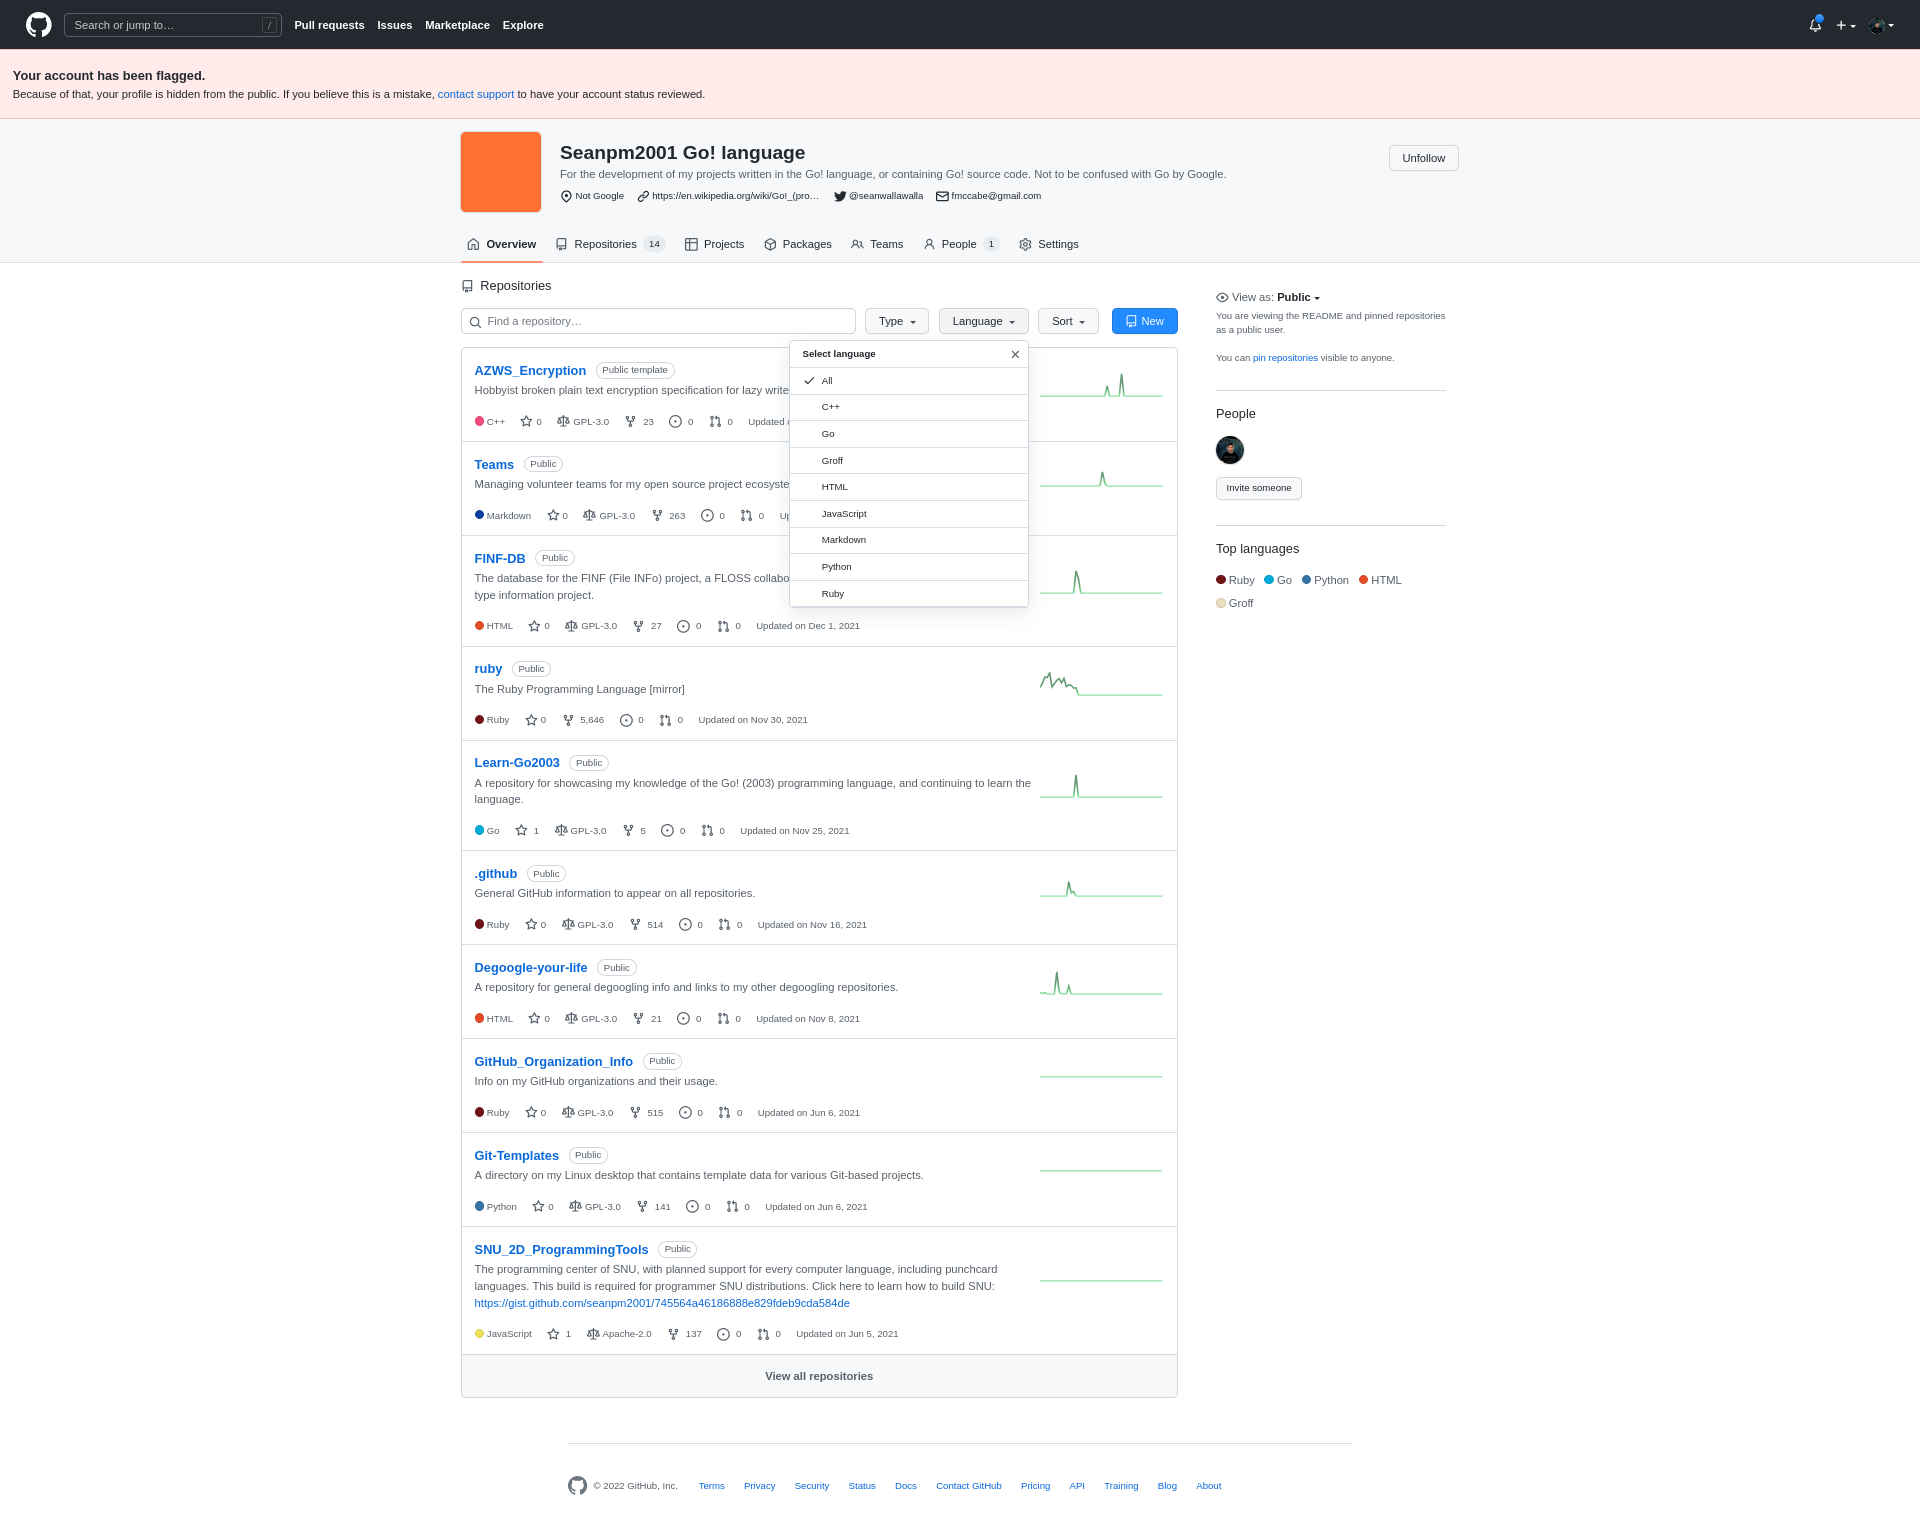 Search or jump to… / Pull requests Issues Marketplace Explore
Your account has been flagged.
Because of that, your profile is hidden from the public. If you believe this is a mistake, contact support to have your account status reviewed.
Seanpm2001 Go! language
Unfollow
For the development of my projects written in the Go! language, or containing Go! source code. Not to be confused with Go by Google.
Not Google https://en.wikipedia.org/wiki/Go!_(pro… @seanwallawalla fmccabe@gmail.com
Overview Repositories 14 Projects Packages Teams People 1 Settings
Repositories
Find a repository… Type Language Sort New
Select language
All
C++
Go
Groff
HTML
JavaScript
Markdown
Python
Ruby
AZWS_Encryption Public template
Hobbyist broken plain text encryption specification for lazy write
C++ 0 GPL-3.0 23 0 0 Updated
Teams Public
Managing volunteer teams for my open source project ecosyste
Markdown 0 GPL-3.0 263 0 0 Up
FINF-DB Public
The database for the FINF (File INFo) project, a FLOSS collabo
type information project.
HTML 0 GPL-3.0 27 0 0 Updated on Dec 1, 2021
ruby Public
The Ruby Programming Language [mirror]
Ruby 0 5,646 0 0 Updated on Nov 30, 2021
Learn-Go2003 Public
A repository for showcasing my knowledge of the Go! (2003) programming language, and continuing to learn the
language.
Go 1 GPL-3.0 5 0 0 Updated on Nov 25, 2021
.github Public
General GitHub information to appear on all repositories.
Ruby 0 GPL-3.0 514 0 0 Updated on Nov 16, 2021
Degoogle-your-life Public
A repository for general degoogling info and links to my other degoogling repositories.
HTML 0 GPL-3.0 21 0 0 Updated on Nov 8, 2021
GitHub_Organization_Info Public
Info on my GitHub organizations and their usage.
Ruby 0 GPL-3.0 515 0 0 Updated on Jun 6, 2021
Git-Templates Public
A directory on my Linux desktop that contains template data for various Git-based projects.
Python 0 GPL-3.0 141 0 0 Updated on Jun 6, 2021
SNU_2D_ProgrammingTools Public
The programming center of SNU, with planned support for every computer language, including punchcard
languages. This build is required for programmer SNU distributions. Click here to learn how to build SNU:
https://gist.github.com/seanpm2001/745564a46186888e829fdeb9cda584de
JavaScript 1 Apache-2.0 137 0 0 Updated on Jun 5, 2021
View all repositories
View as: Public
You are viewing the README and pinned repositories
as a public user.
You can pin repositories visible to anyone.
People
Invite someone
Top languages
Ruby Go Python HTML
Groff
© 2022 GitHub, Inc. Terms Privacy Security Status Docs Contact GitHub Pricing API Training Blog About